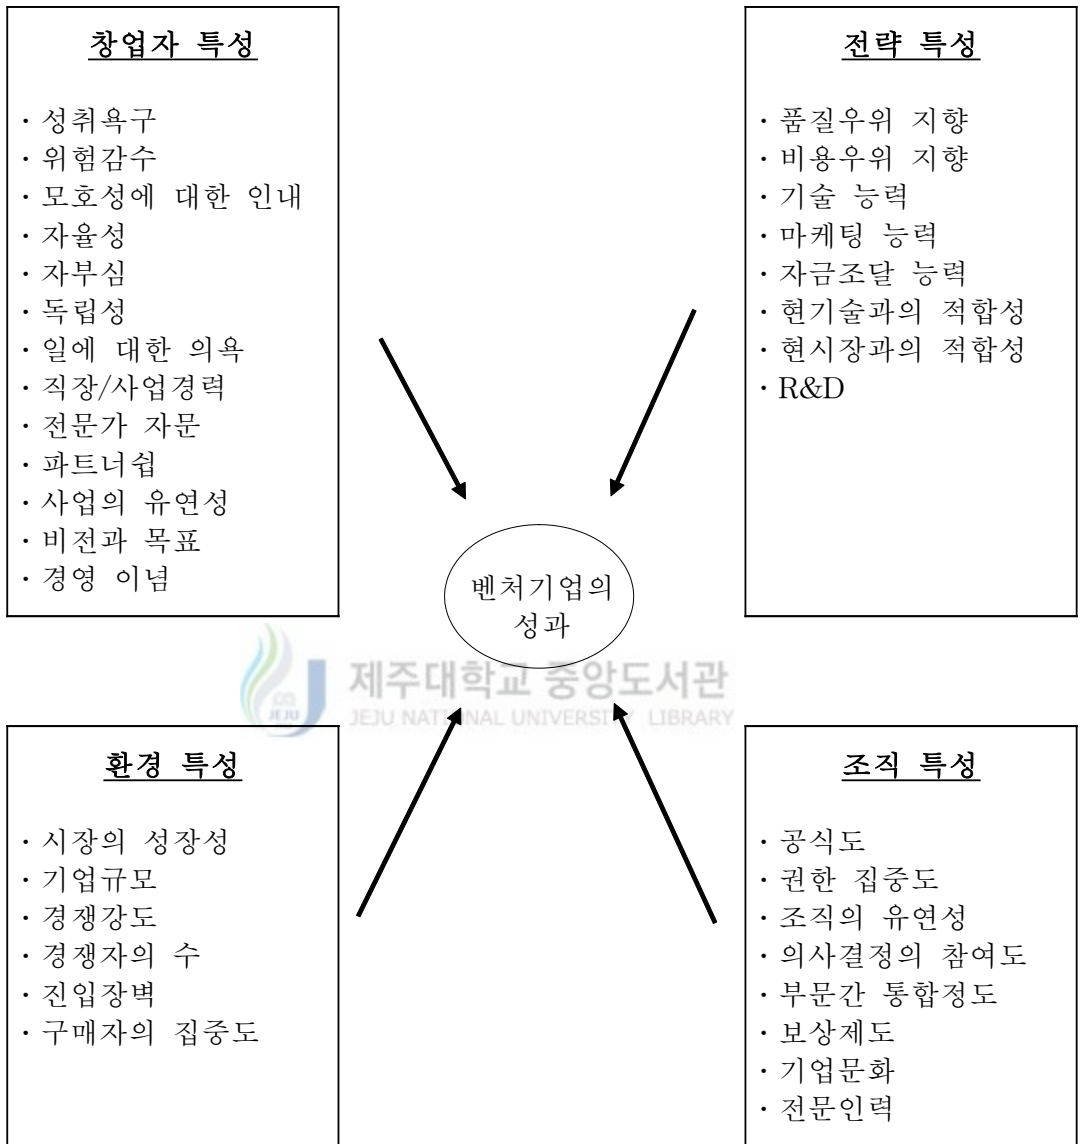 창업자 특성
· 성취욕구
· 위험감수
· 모호성에 대한 인내
· 자율성
· 자부심
· 독립성
· 일에 대한 의욕
· 직장/사업경력
· 전문가 자문
· 파트너쉽
· 사업의 유연성
· 비전과 목표
· 경영 이념
전략 특성
· 품질우위 지향
· 비용우위 지향
· 기술 능력
· 마케팅 능력
· 자금조달 능력
· 현기술과의 적합성
· 현시장과의 적합성
· R&D
벤처기업의
성과
제주대학교 중앙도서관
JEJU NATIONAL UNIVERSITY LIBRARY
JEJU
환경 특성
· 시장의 성장성
· 기업규모
· 경쟁강도
· 경쟁자의 수
· 진입장벽
· 구매자의 집중도
조직 특성
· 공식도
· 권한 집중도
· 조직의 유연성
· 의사결정의 참여도
· 부문간 통합정도
· 보상제도
· 기업문화
· 전문인력